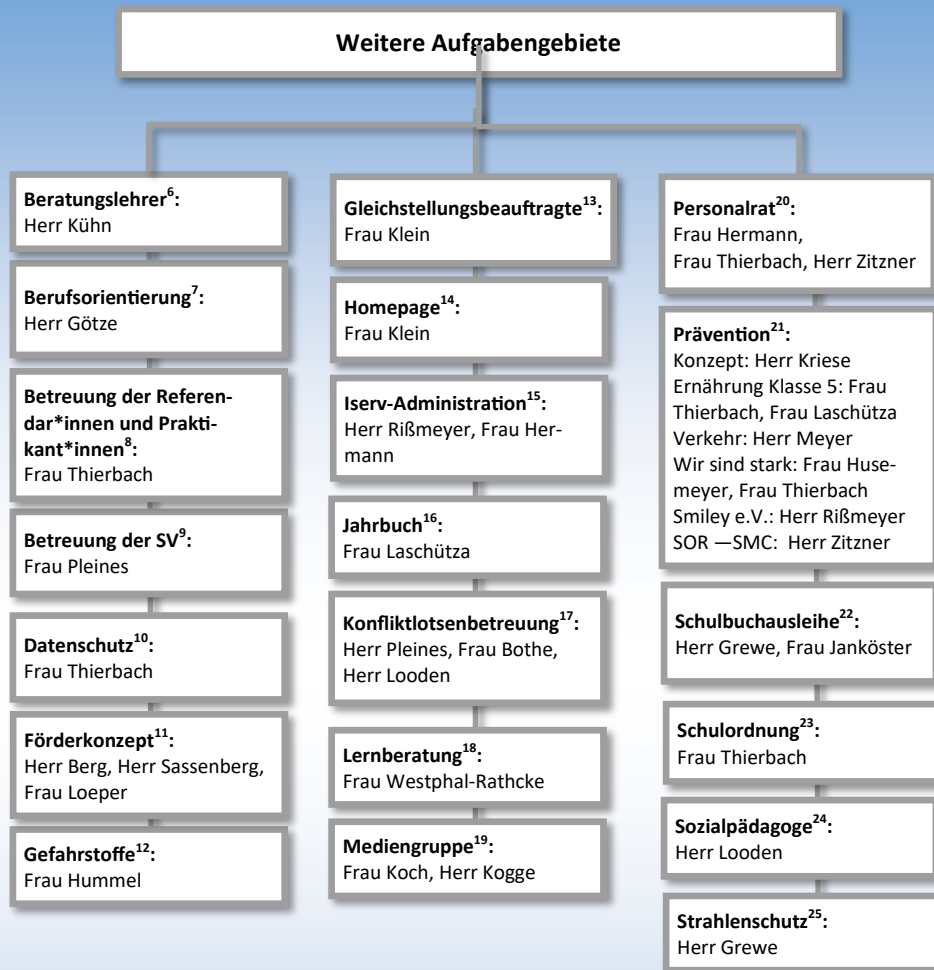 Weitere Aufgabengebiete
Beratungslehrer⁶:
Herr Kühn
Berufsorientierung⁷:
Herr Götze
Betreuung der Referen-
dar*innen und Prakti-
kant*innen⁸:
Frau Thierbach
Betreuung der SV⁹:
Frau Pleines
Datenschutz¹⁰:
Frau Thierbach
Förderkonzept¹¹:
Herr Berg, Herr Sassenberg,
Frau Loeper
Gefahrstoffe¹²:
Frau Hummel
Gleichstellungsbeauftragte¹³:
Frau Klein
Homepage¹⁴:
Frau Klein
Iserv-Administration¹⁵:
Herr Rißmeyer, Frau Her-
mann
Jahrbuch¹⁶:
Frau Laschütza
Konfliktlotsenbetreuung¹⁷:
Herr Pleines, Frau Bothe,
Herr Looden
Lernberatung¹⁸:
Frau Westphal-Rathcke
Mediengruppe¹⁹:
Frau Koch, Herr Kogge
Personalrat²⁰:
Frau Hermann,
Frau Thierbach, Herr Zitzner
Prävention²¹:
Konzept: Herr Kriese
Ernährung Klasse 5: Frau
Thierbach, Frau Laschütza
Verkehr: Herr Meyer
Wir sind stark: Frau Huse-
meyer, Frau Thierbach
Smiley e.V.: Herr Rißmeyer
SOR —SMC: Herr Zitzner
Schulbuchausleihe²²:
Herr Grewe, Frau Janköster
Schulordnung²³:
Frau Thierbach
Sozialpädagoge²⁴:
Herr Looden
Strahlenschutz²⁵:
Herr Grewe